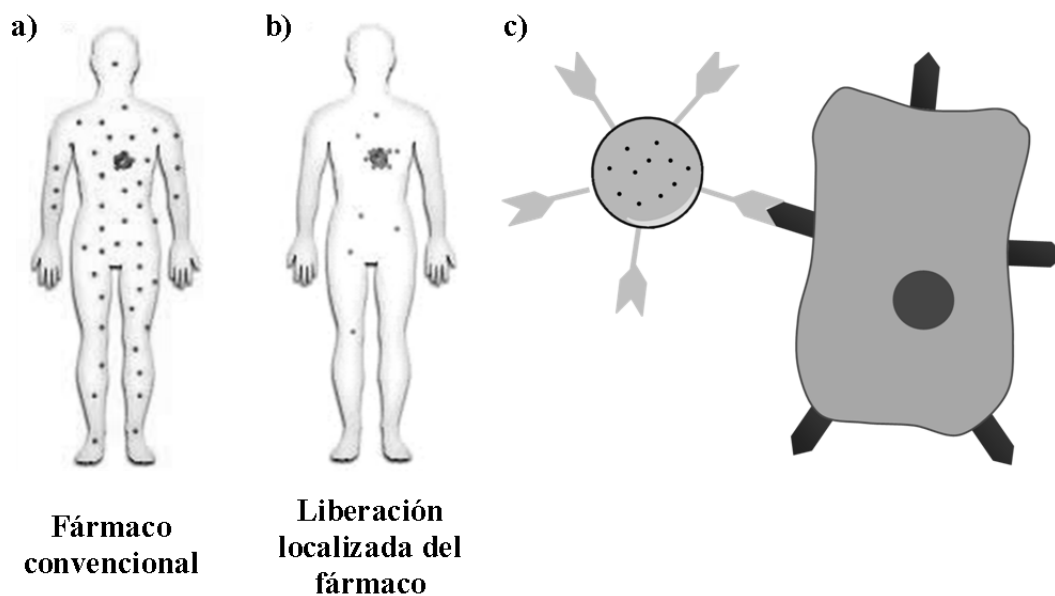 a)
b)
c)
Fármaco
convencional
Liberación
localizada del
fármaco